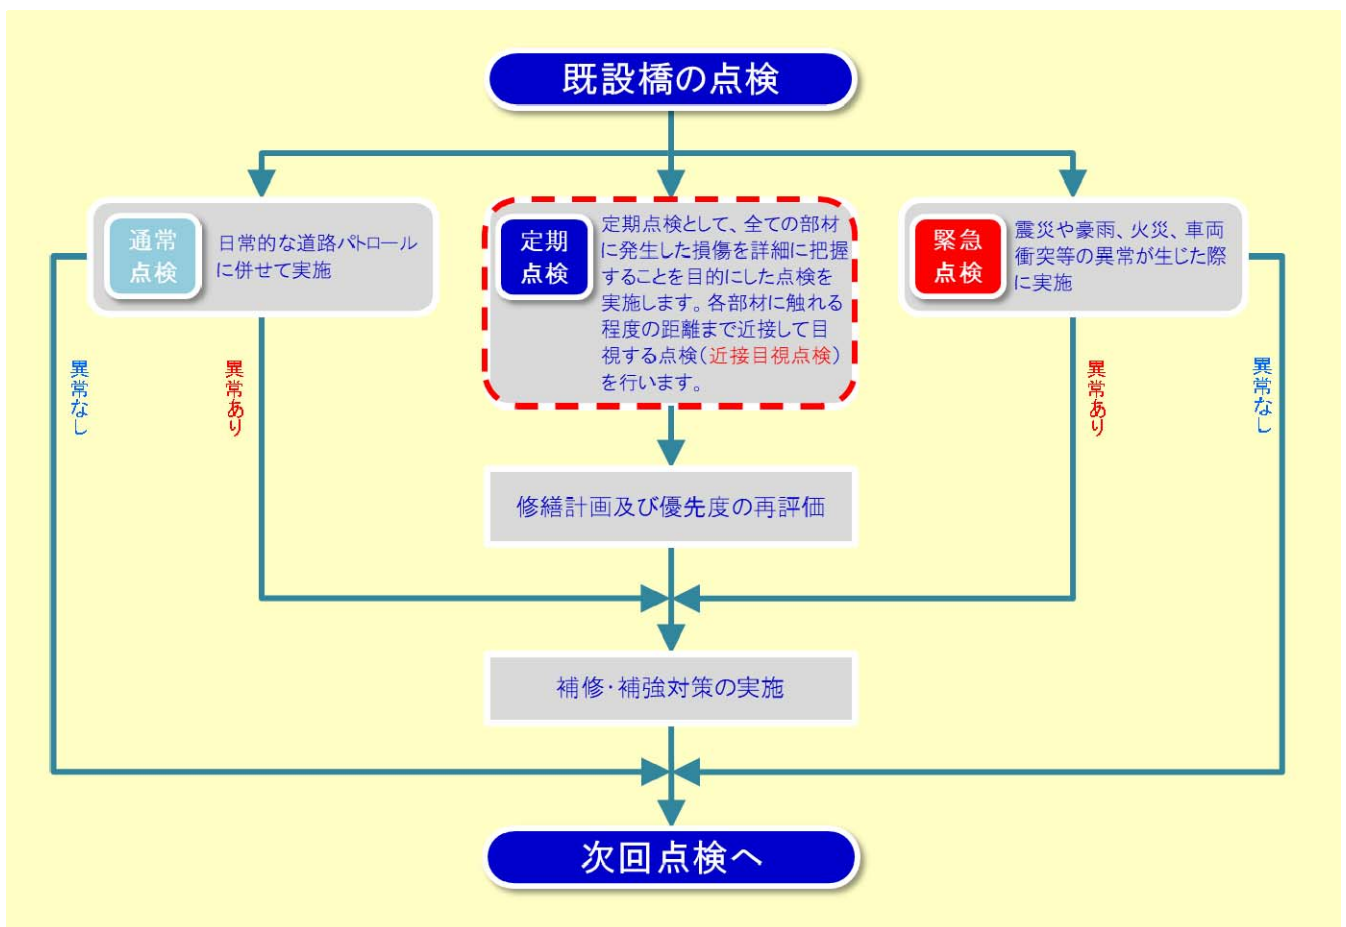 既設橋の点検
通常
点検
日常的な道路パトロール
に併せて実施
定期
点検
定期点検として、全ての部材
に発生した損傷を詳細に把握
することを目的にした点検を
実施します。各部材に触れる
程度の距離まで近接して目
視する点検(近接目視点検)
を行います。
緊急
点検
震災や豪雨、火災、車両
衝突等の異常が生じた際
に実施
異常なし
異常あり
異常あり
異常なし
修繕計画及び優先度の再評価
補修・補強対策の実施
次回点検へ